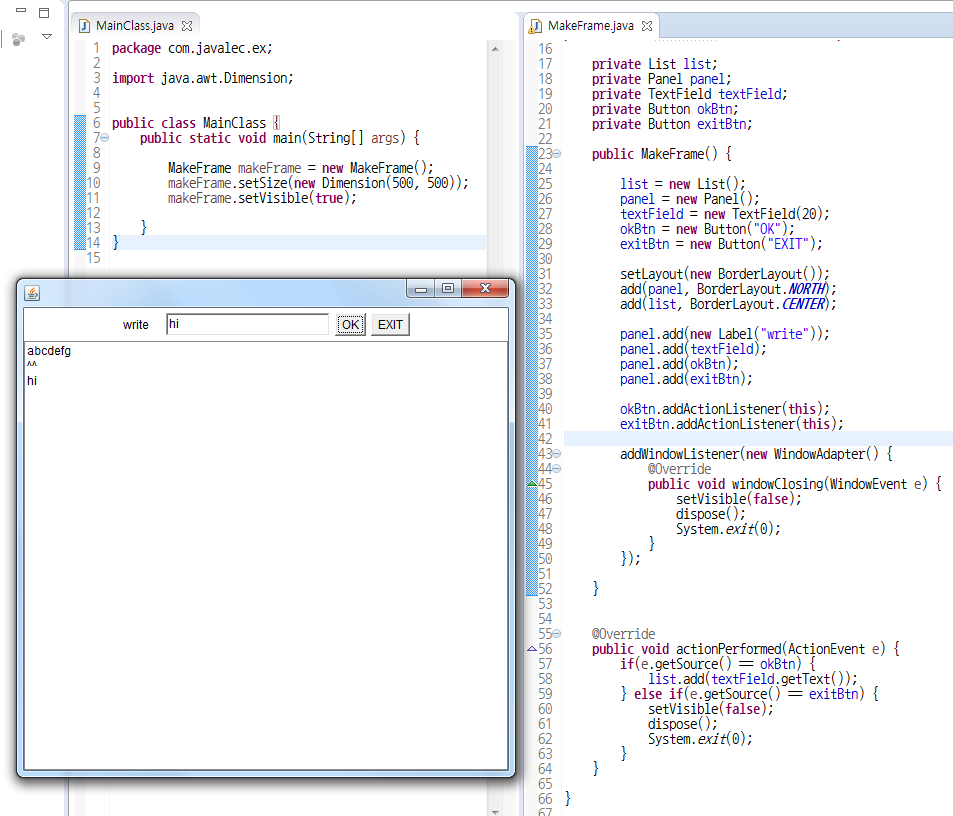 MainClass.java
1 package com.javalec.ex;
2
3 import java.awt.Dimension;
4
5
6 public class MainClass {
7 public static void main(String[] args) {
8
9 MakeFrame makeFrame = new MakeFrame();
10 makeFrame.setSize(new Dimension(500, 500));
11 makeFrame.setVisible(true);
12
13 }
14 }
15
write hi OK EXIT
abcdefg
^^
hi
MakeFrame.java
16
17 private List list;
18 private Panel panel;
19 private TextField textField;
20 private Button okBtn;
21 private Button exitBtn;
22
23 public MakeFrame() {
24
25 list = new List();
26 panel = new Panel();
27 textField = new TextField(20);
28 okBtn = new Button("OK");
29 exitBtn = new Button("EXIT");
30
31 setLayout(new BorderLayout());
32 add(panel, BorderLayout.NORTH);
33 add(list, BorderLayout.CENTER);
34
35 panel.add(new Label("write"));
36 panel.add(textField);
37 panel.add(okBtn);
38 panel.add(exitBtn);
39
40 okBtn.addActionListener(this);
41 exitBtn.addActionListener(this);
42
43 addWindowListener(new WindowAdapter() {
44 @Override
45 public void windowClosing(WindowEvent e) {
46 setVisible(false);
47 dispose();
48 System.exit(0);
49 }
50 });
51
52 }
53
54
55 @Override
56 public void actionPerformed(ActionEvent e) {
57 if(e.getSource() == okBtn) {
58 list.add(textField.getText());
59 } else if(e.getSource() == exitBtn) {
60 setVisible(false);
61 dispose();
62 System.exit(0);
63 }
64 }
65
66 }
67